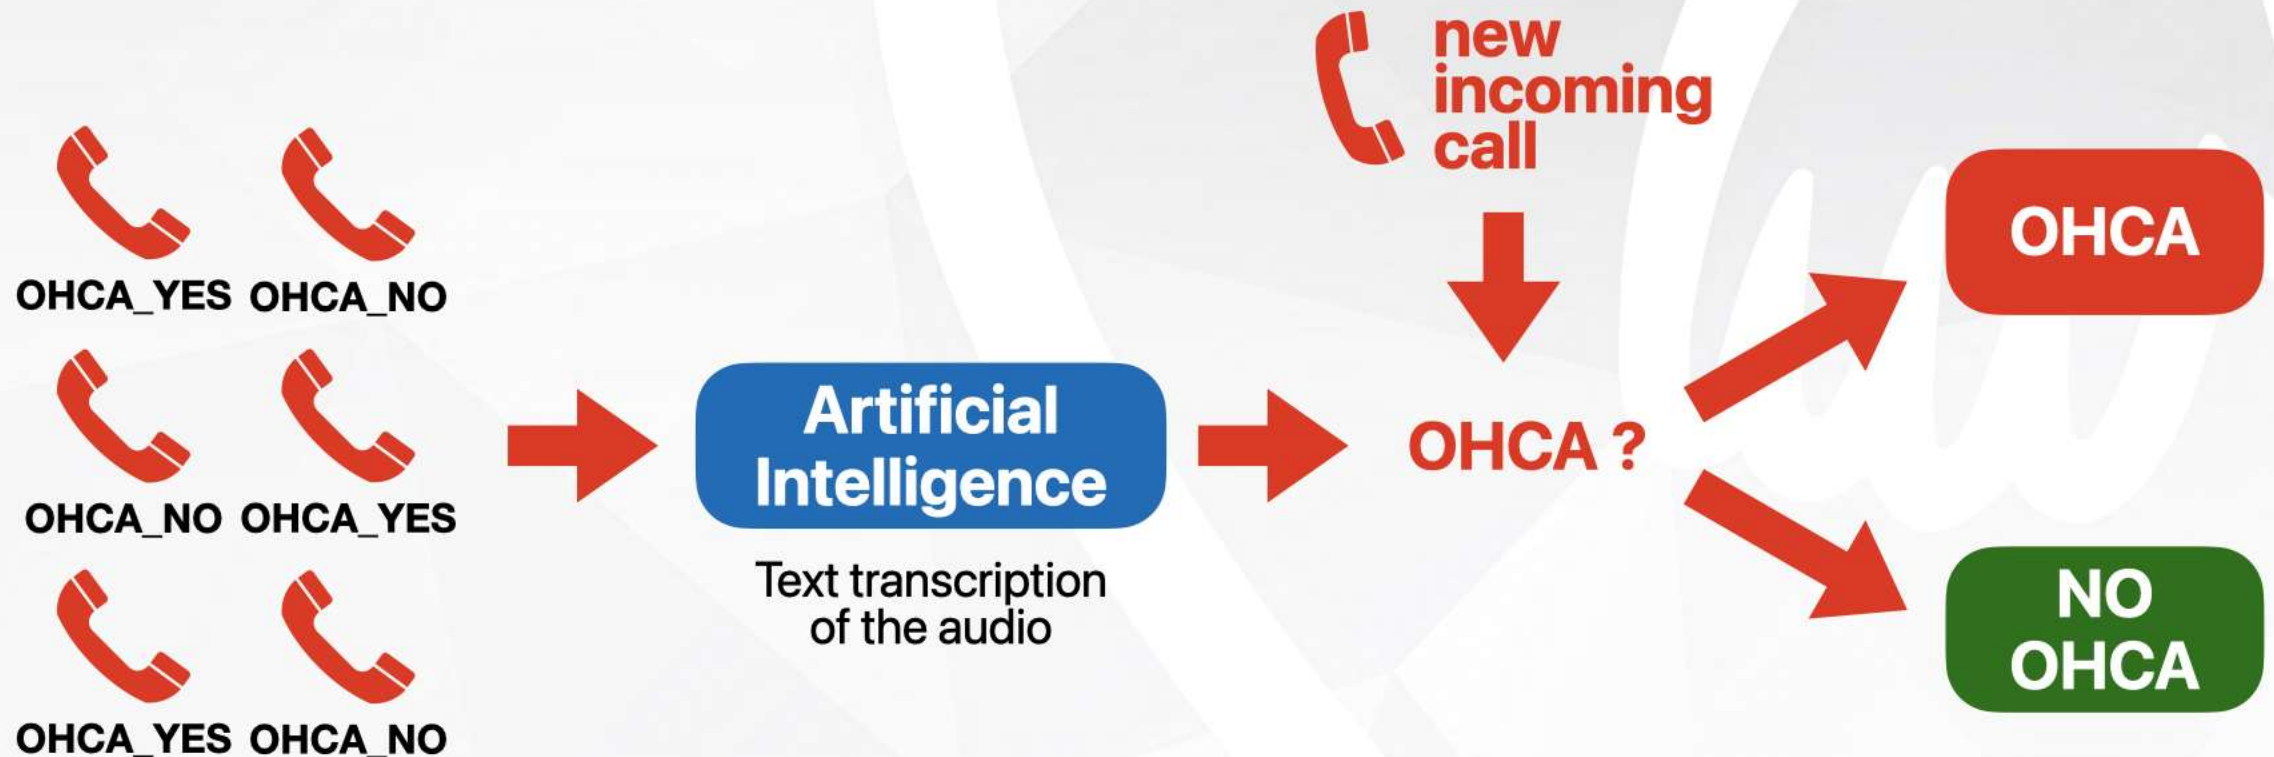 new
incoming
call
OHCA_YES OHCA_NO
OHCA_NO OHCA_YES
OHCA_YES OHCA_NO
Artificial
Intelligence
Text transcription
of the audio
OHCA ?
OHCA
NO
OHCA